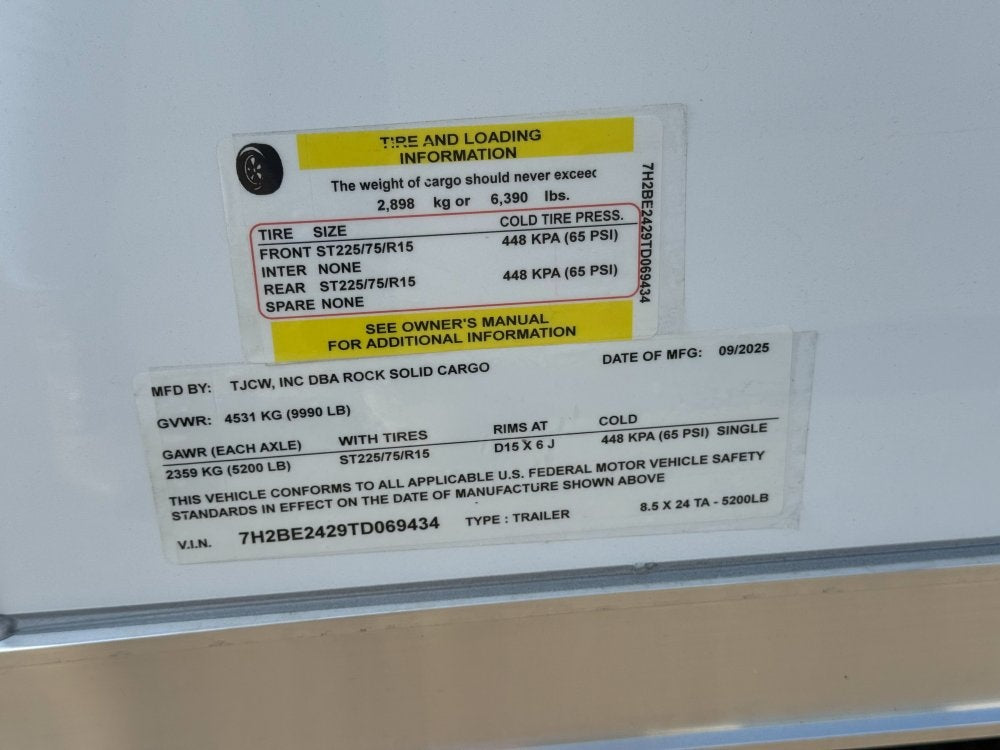 TIRE AND LOADING
INFORMATION
The weight of cargo should never exceed
2,898 kg or 6,390 lbs.
TIRE SIZE COLD TIRE PRESS.
FRONT ST225/75/R15 448 KPA (65 PSI)
INTER NONE
REAR ST225/75/R15 448 KPA (65 PSI)
SPARE NONE
7H2BE2429TD069434
SEE OWNER'S MANUAL
FOR ADDITIONAL INFORMATION
MFD BY: TJCW, INC DBA ROCK SOLID CARGO DATE OF MFG: 09/2025
GVWR: 4531 KG (9990 LB)
GAWR (EACH AXLE) WITH TIRES RIMS AT COLD
2359 KG (5200 LB) ST225/75/R15 D15 X 6 J 448 KPA (65 PSI) SINGLE
THIS VEHICLE CONFORMS TO ALL APPLICABLE U.S. FEDERAL MOTOR VEHICLE SAFETY
STANDARDS IN EFFECT ON THE DATE OF MANUFACTURE SHOWN ABOVE
V.I.N. 7H2BE2429TD069434 TYPE : TRAILER 8.5 X 24 TA - 5200LB